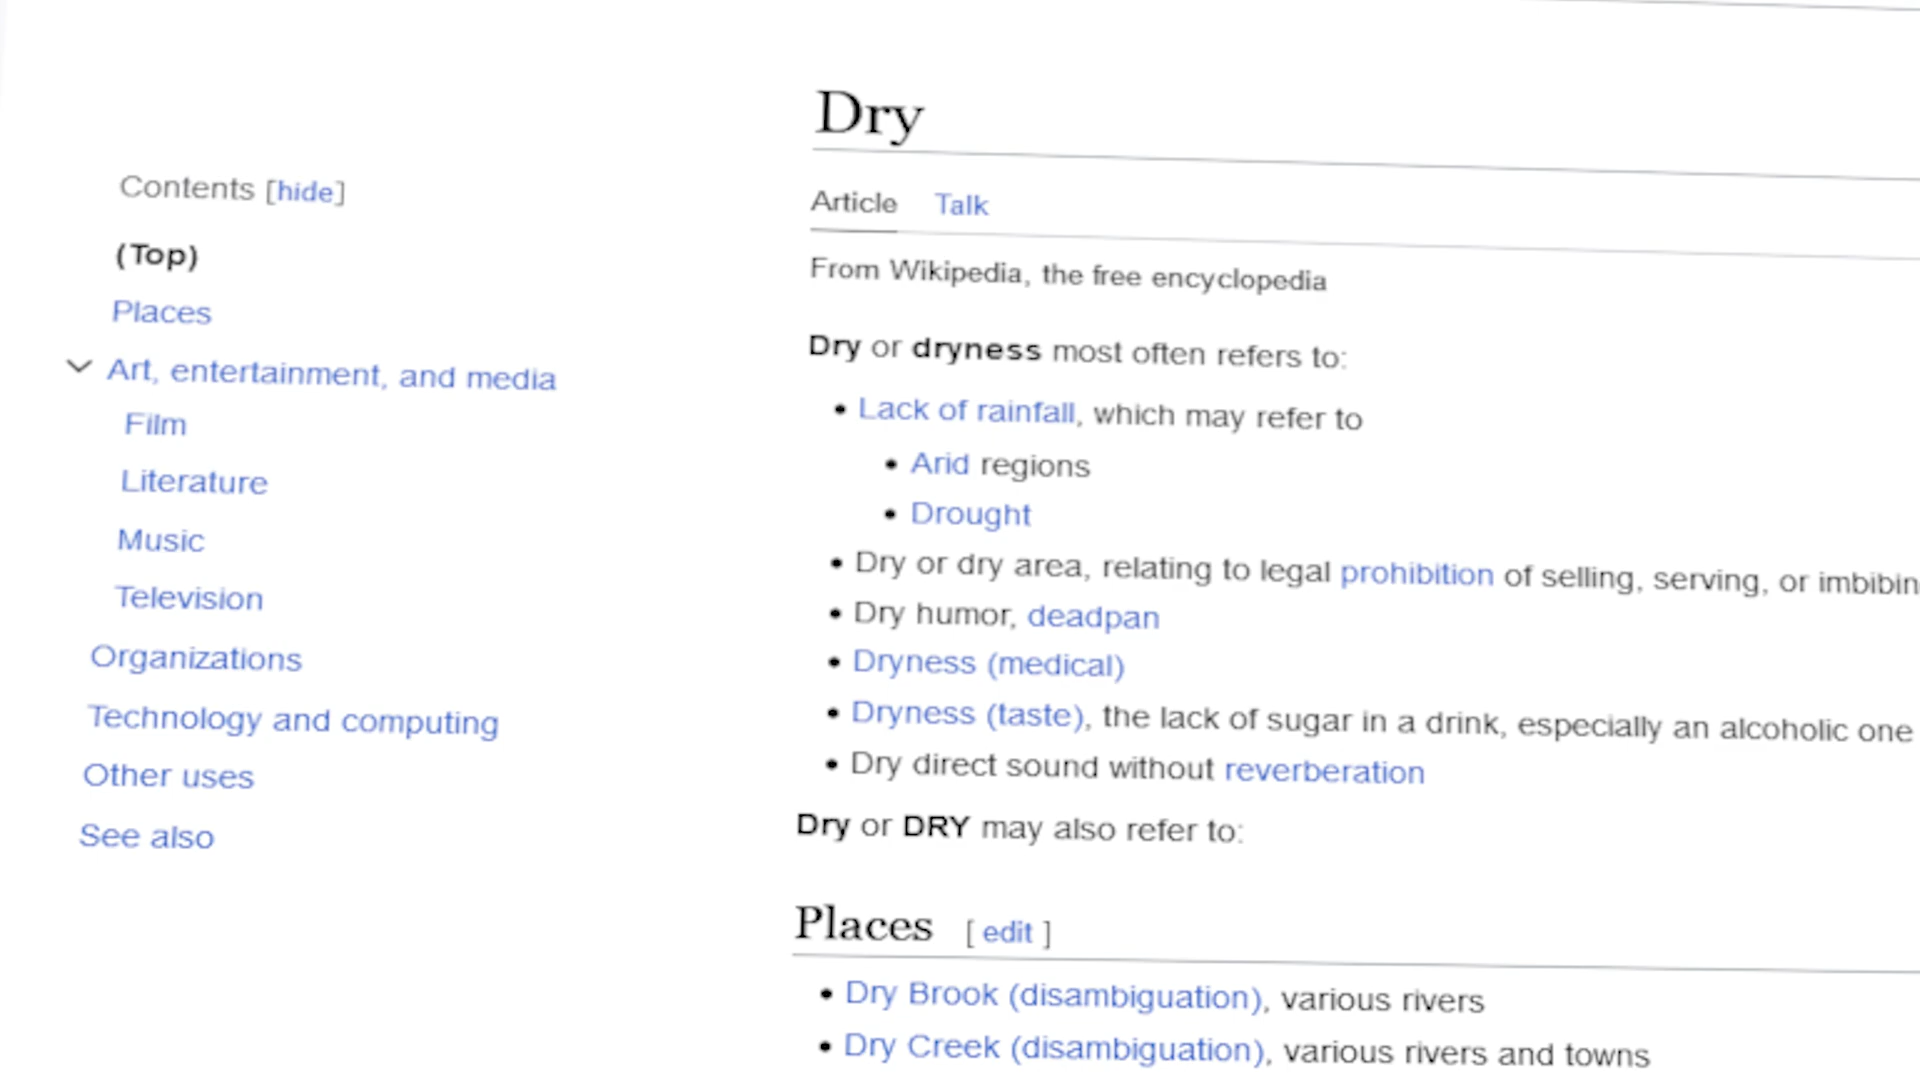 Dry
Contents [hide]
(Top)
Places
Art, entertainment, and media
Film
Literature
Music
Television
Organizations
Technology and computing
Other uses
See also
Article Talk
From Wikipedia, the free encyclopedia
Dry or dryness most often refers to:
• Lack of rainfall, which may refer to
• Arid regions
• Drought
• Dry or dry area, relating to legal prohibition of selling, serving, or
• Dry humor, deadpan
• Dryness (medical)
• Dryness (taste), the lack of sugar in a drink, especially an alcoholic one
• Dry direct sound without reverberation
Dry or DRY may also refer to:
Places [ edit ]
• Dry Brook (disambiguation), various rivers
• Dry Creek (disambiguation), various rivers and towns